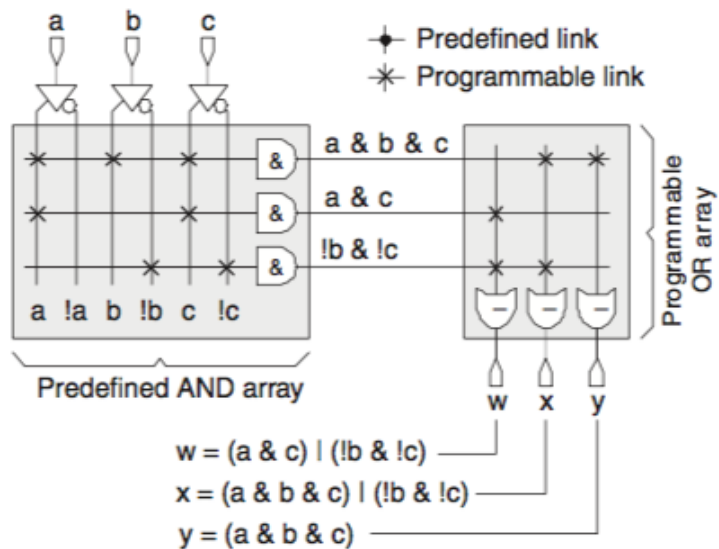 a b c
Predefined link
Programmable link
& a & b & c
& a & c
& !b & !c
a !a b !b c !c
Predefined AND array
Programmable
OR array
w x y
w = (a & c) | (!b & !c)
x = (a & b & c) | (!b & !c)
y = (a & b & c)